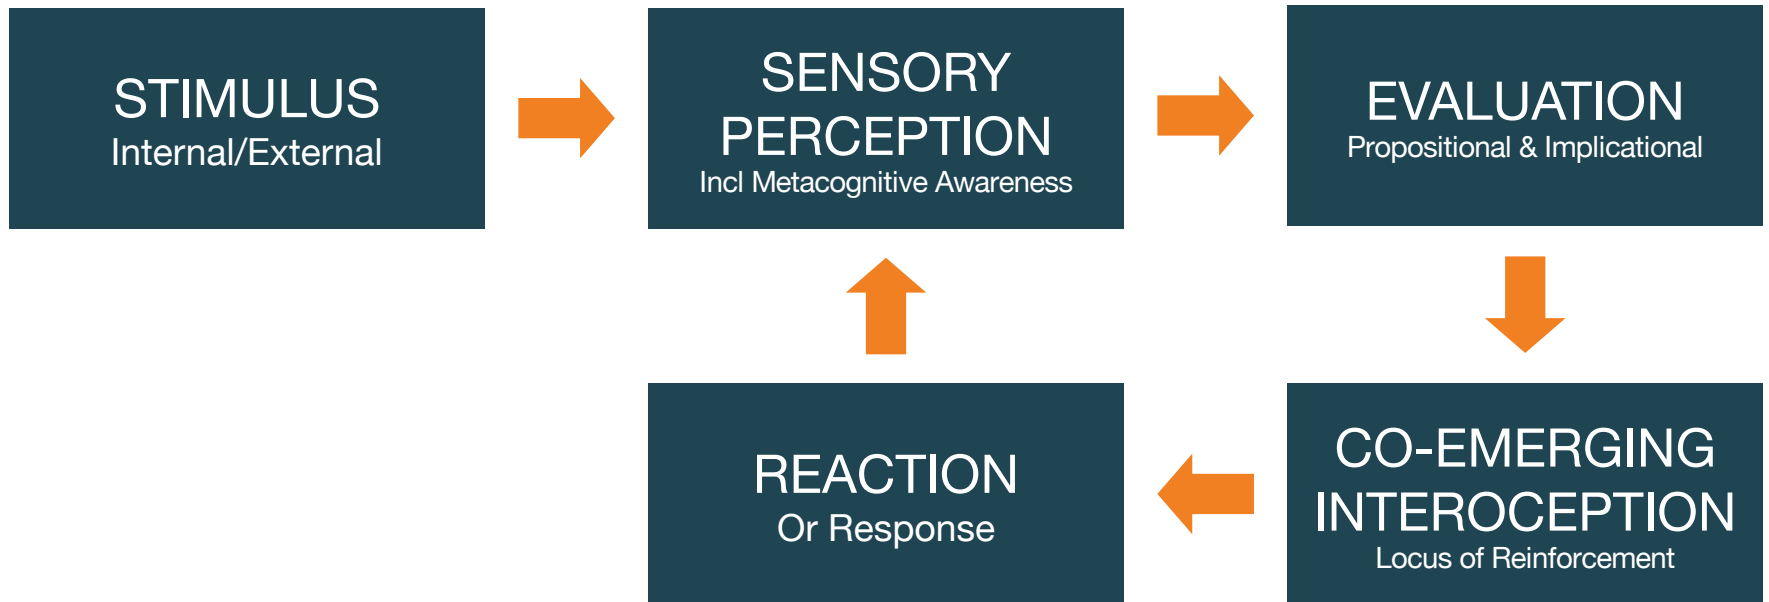 STIMULUS
Internal/External
SENSORY
PERCEPTION
Incl Metacognitive Awareness
EVALUATION
Propositional & Implicational
CO-EMERGING
INTEROCEPTION
Locus of Reinforcement
REACTION
Or Response